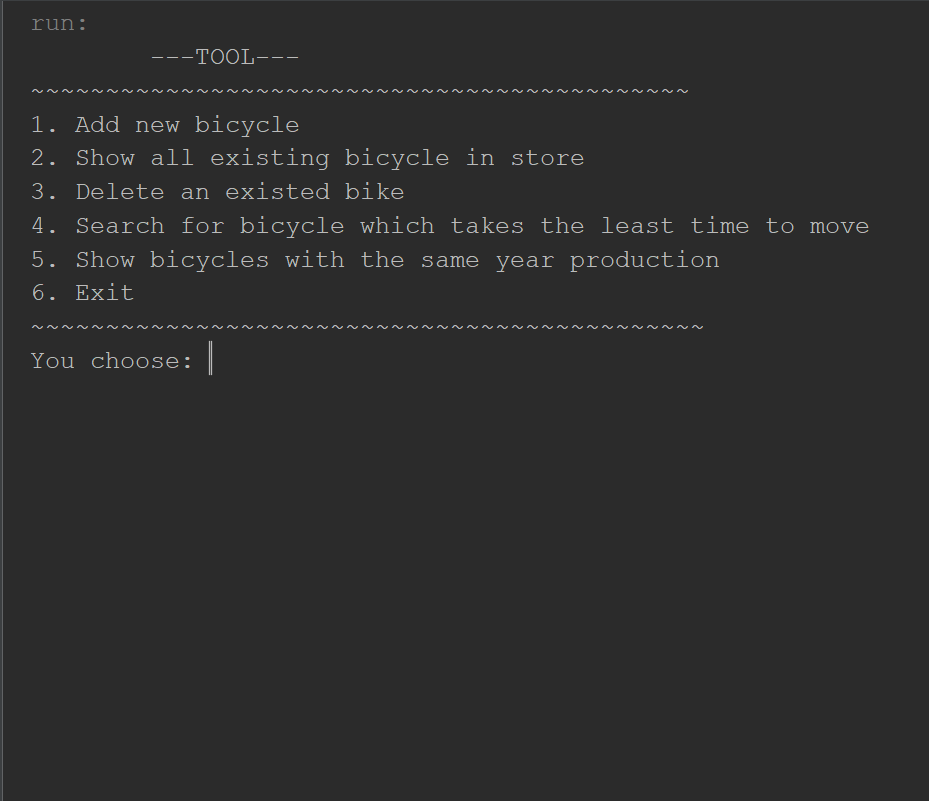 run:
---TOOL---
~~~~~~~~~~~~~~~~~~~~~~~~~~~~~~~~~~~~~~~~~~~~
1. Add new bicycle
2. Show all existing bicycle in store
3. Delete an existed bike
4. Search for bicycle which takes the least time to move
5. Show bicycles with the same year production
6. Exit
~~~~~~~~~~~~~~~~~~~~~~~~~~~~~~~~~~~~~~~~~~~~~
You choose: